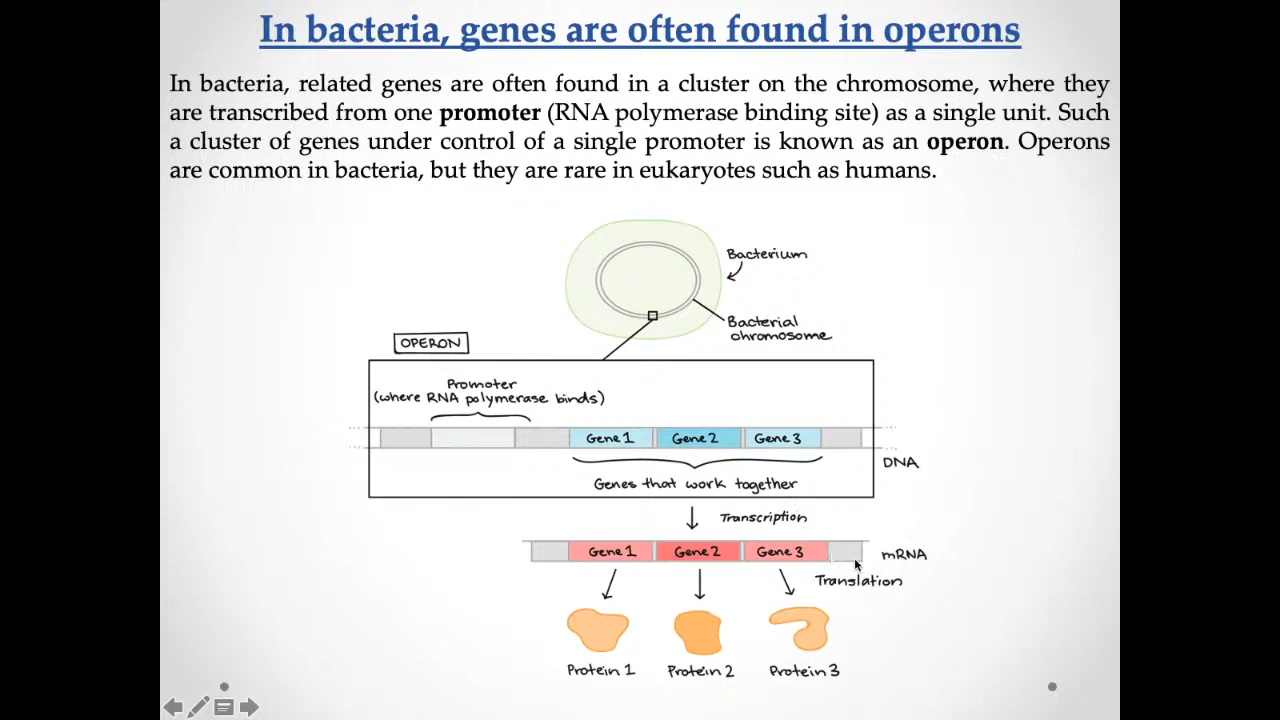 In bacteria, genes are often found in operons
In bacteria, related genes are often found in a cluster on the chromosome, where they
are transcribed from one promoter (RNA polymerase binding site) as a single unit. Such
a cluster of genes under control of a single promoter is known as an operon. Operons
are common in bacteria, but they are rare in eukaryotes such as humans.
Bacterium
Bacterial
chromosome
OPERON
Promoter
(where RNA polymerase binds)
Gene 1 Gene 2 Gene 3
DNA
Genes that work together
Transcription
Gene 1 Gene 2 Gene 3
mRNA
Translation
Protein 1 Protein 2 Protein 3